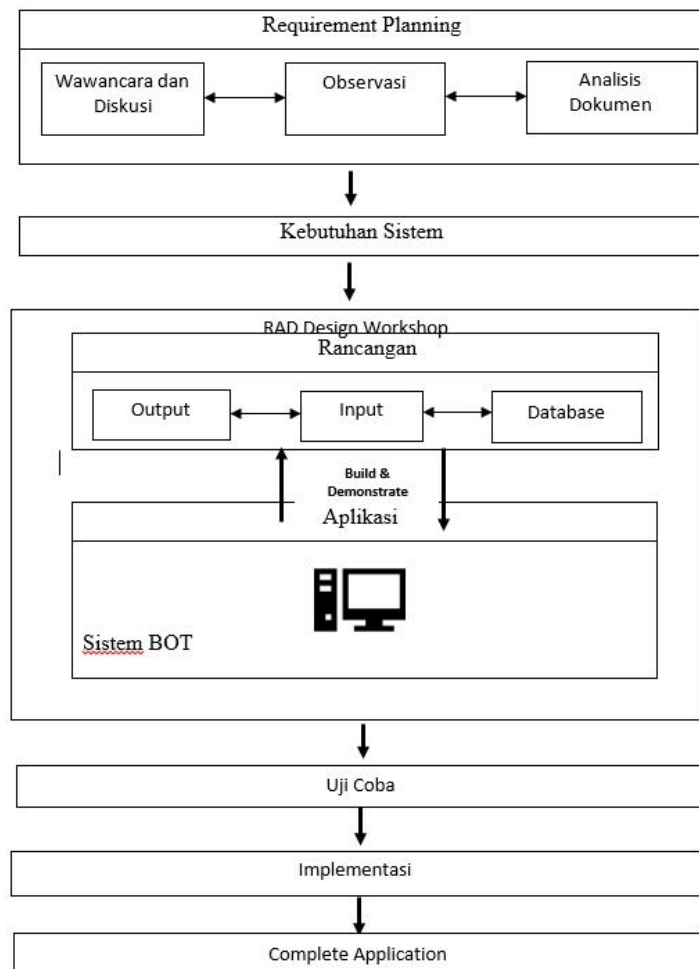 Requirement Planning
Wawancara dan
Diskusi
Observasi
Analisis
Dokumen
Kebutuhan Sistem
RAD Design Workshop
Rancangan
Output
Input
Database
Build &
Demonstrate
Aplikasi
Sistem BOT
Uji Coba
Implementasi
Complete Application